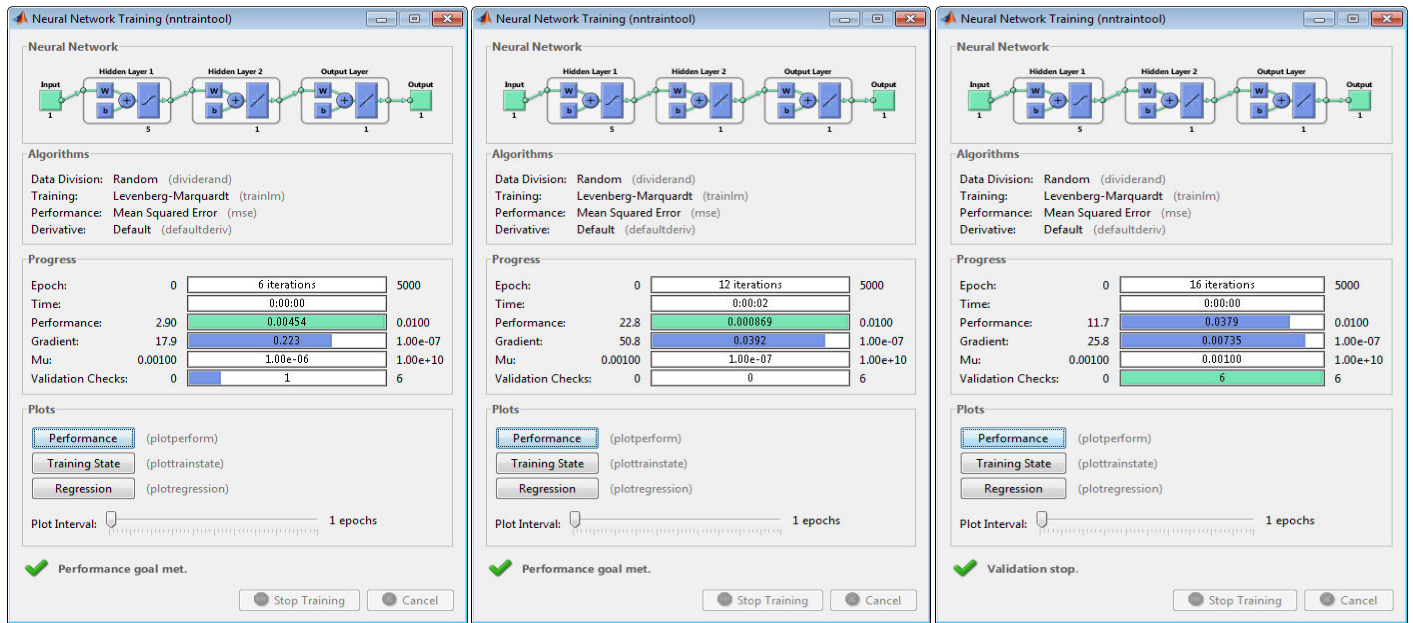 Neural Network Training (nntraintool)
Neural Network
Hidden Layer 1 Hidden Layer 2 Output Layer
Input Output
W W W
b b b
+ + +
1 5 1 1 1
Algorithms
Data Division: Random (dividerand)
Training: Levenberg-Marquardt (trainlm)
Performance: Mean Squared Error (mse)
Derivative: Default (defaultderiv)
Progress
Epoch: 0 6 iterations 5000
Time: 0:00:00
Performance: 2.90 0.00454 0.0100
Gradient: 17.9 0.223 1.00e-07
Mu: 0.00100 1.00e-06 1.00e+10
Validation Checks: 0 1 6
Plots
Performance (plotperform)
Training State (plottrainstate)
Regression (plotregression)
Plot Interval: 1 epochs
Performance goal met.
Stop Training Cancel
Neural Network Training (nntraintool)
Neural Network
Hidden Layer 1 Hidden Layer 2 Output Layer
Input Output
W W W
b b b
+ + +
1 5 1 1 1
Algorithms
Data Division: Random (dividerand)
Training: Levenberg-Marquardt (trainlm)
Performance: Mean Squared Error (mse)
Derivative: Default (defaultderiv)
Progress
Epoch: 0 12 iterations 5000
Time: 0:00:02
Performance: 22.8 0.000869 0.0100
Gradient: 50.8 0.0392 1.00e-07
Mu: 0.00100 1.00e-07 1.00e+10
Validation Checks: 0 0 6
Plots
Performance (plotperform)
Training State (plottrainstate)
Regression (plotregression)
Plot Interval: 1 epochs
Performance goal met.
Stop Training Cancel
Neural Network Training (nntraintool)
Neural Network
Hidden Layer 1 Hidden Layer 2 Output Layer
Input Output
W W W
b b b
+ + +
1 5 1 1 1
Algorithms
Data Division: Random (dividerand)
Training: Levenberg-Marquardt (trainlm)
Performance: Mean Squared Error (mse)
Derivative: Default (defaultderiv)
Progress
Epoch: 0 16 iterations 5000
Time: 0:00:00
Performance: 11.7 0.0379 0.0100
Gradient: 25.8 0.00735 1.00e-07
Mu: 0.00100 0.00100 1.00e+10
Validation Checks: 0 6 6
Plots
Performance (plotperform)
Training State (plottrainstate)
Regression (plotregression)
Plot Interval: 1 epochs
Validation stop.
Stop Training Cancel